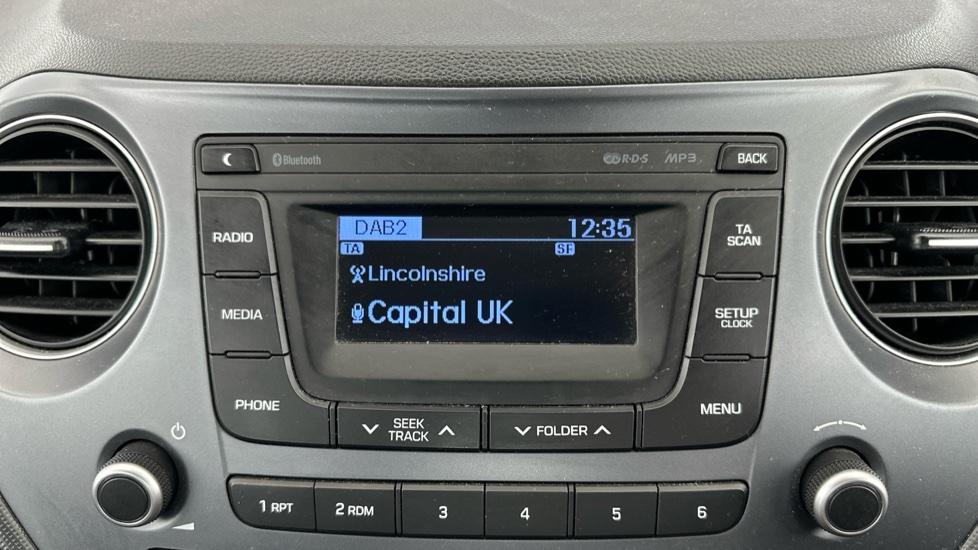 Bluetooth R·D·S MP3 BACK
RADIO
DAB2 12:35
TA SF
Lincolnshire
Capital UK
TA
SCAN
MEDIA
SETUP
CLOCK
PHONE
SEEK
TRACK
FOLDER
MENU
1 RPT 2 RDM 3 4 5 6